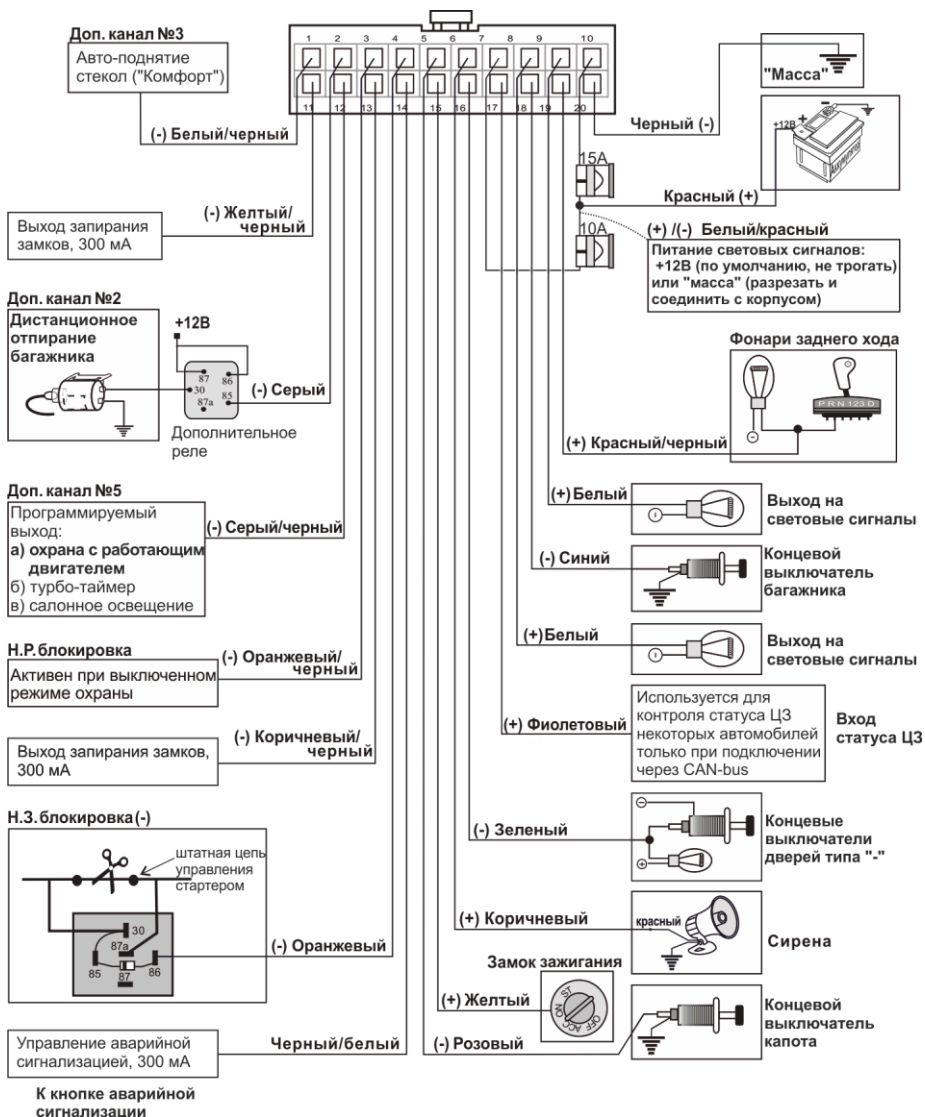 1 2 3 4 5 6 7 8 9 10
11 12 13 14 15 16 17 18 19 20
Доп. канал №3
Авто-поднятие
стекол ("Комфорт")
(-) Белый/черный
(-) Желтый/
черный
Выход запирания
замков, 300 мА
Доп. канал №2
Дистанционное
отпирание
багажника
+12В
87
86
30
85
87а
(-) Серый
Дополнительное
реле
Доп. канал №5
Программируемый
выход:
а) охрана с работающим
двигателем
б) турбо-таймер
в) салонное освещение
(-) Серый/черный
Н.Р.блокировка
Активен при выключенном
режиме охраны
(-) Оранжевый/
черный
Выход запирания замков,
300 мА
(-) Коричневый/
черный
Н.З.блокировка(-)
штатная цепь
управления
стартером
30
87а
85
87
86
(-) Оранжевый
Управление аварийной
сигнализацией, 300 мА
Черный/белый
К кнопке аварийной
сигнализации
"Масса"
Черный (-)
+12В
+
-
15А
Красный (+)
10А
(+) /(-) Белый/красный
Питание световых сигналов:
+12В (по умолчанию, не трогать)
или "масса" (разрезать и
соединить с корпусом)
Фонари заднего хода
P R N 1 2 3 D
(+) Красный/черный
(+)Белый
Выход на
световые сигналы
(-) Синий
Концевой
выключатель
багажника
(+)Белый
Выход на
световые сигналы
(+) Фиолетовый
Используется для
контроля статуса ЦЗ
некоторых автомобилей
только при подключении
через CAN-bus
Вход
статуса ЦЗ
(-) Зеленый
Концевые
выключатели
дверей типа "-"
(+) Коричневый
красный
Сирена
Замок зажигания
(+) Желтый
OFF ACC ON ST
(-) Розовый
Концевой
выключатель
капота